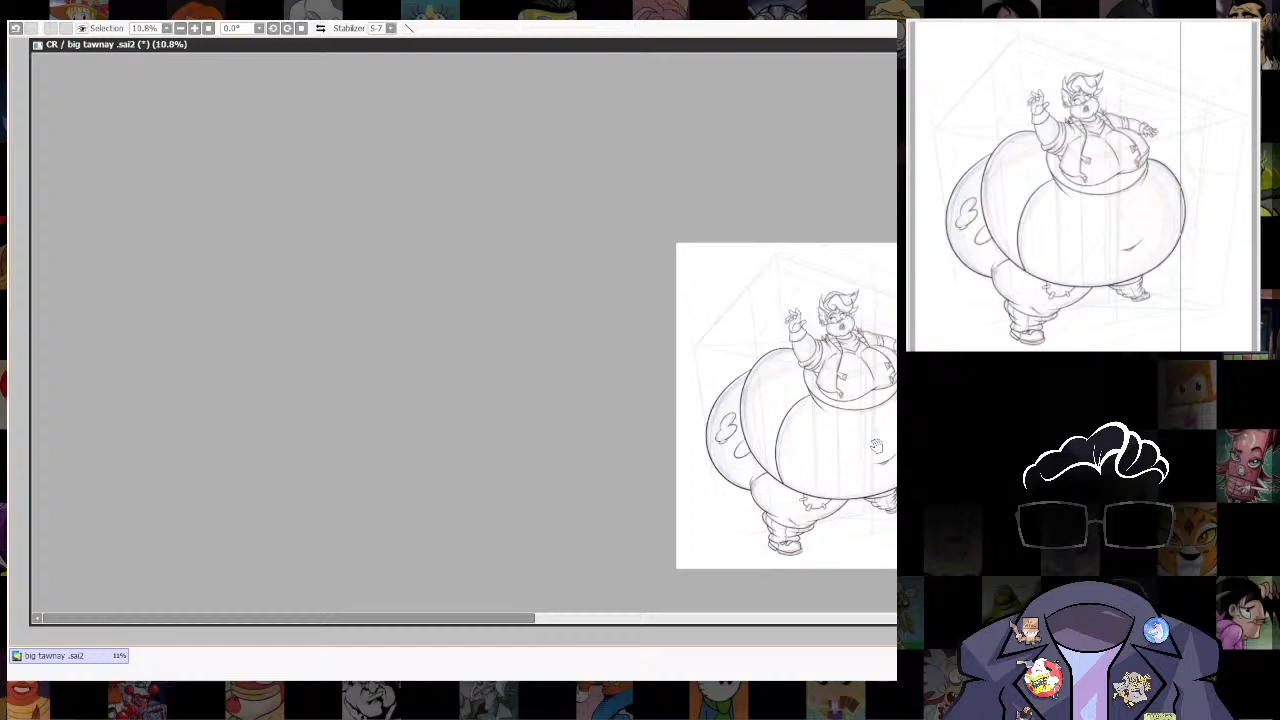 Selection 10.8% 0.0° Stabilizer S-7
CR / big tawnay .sai2 (*) (10.8%)
big tawnay .sai2 11%